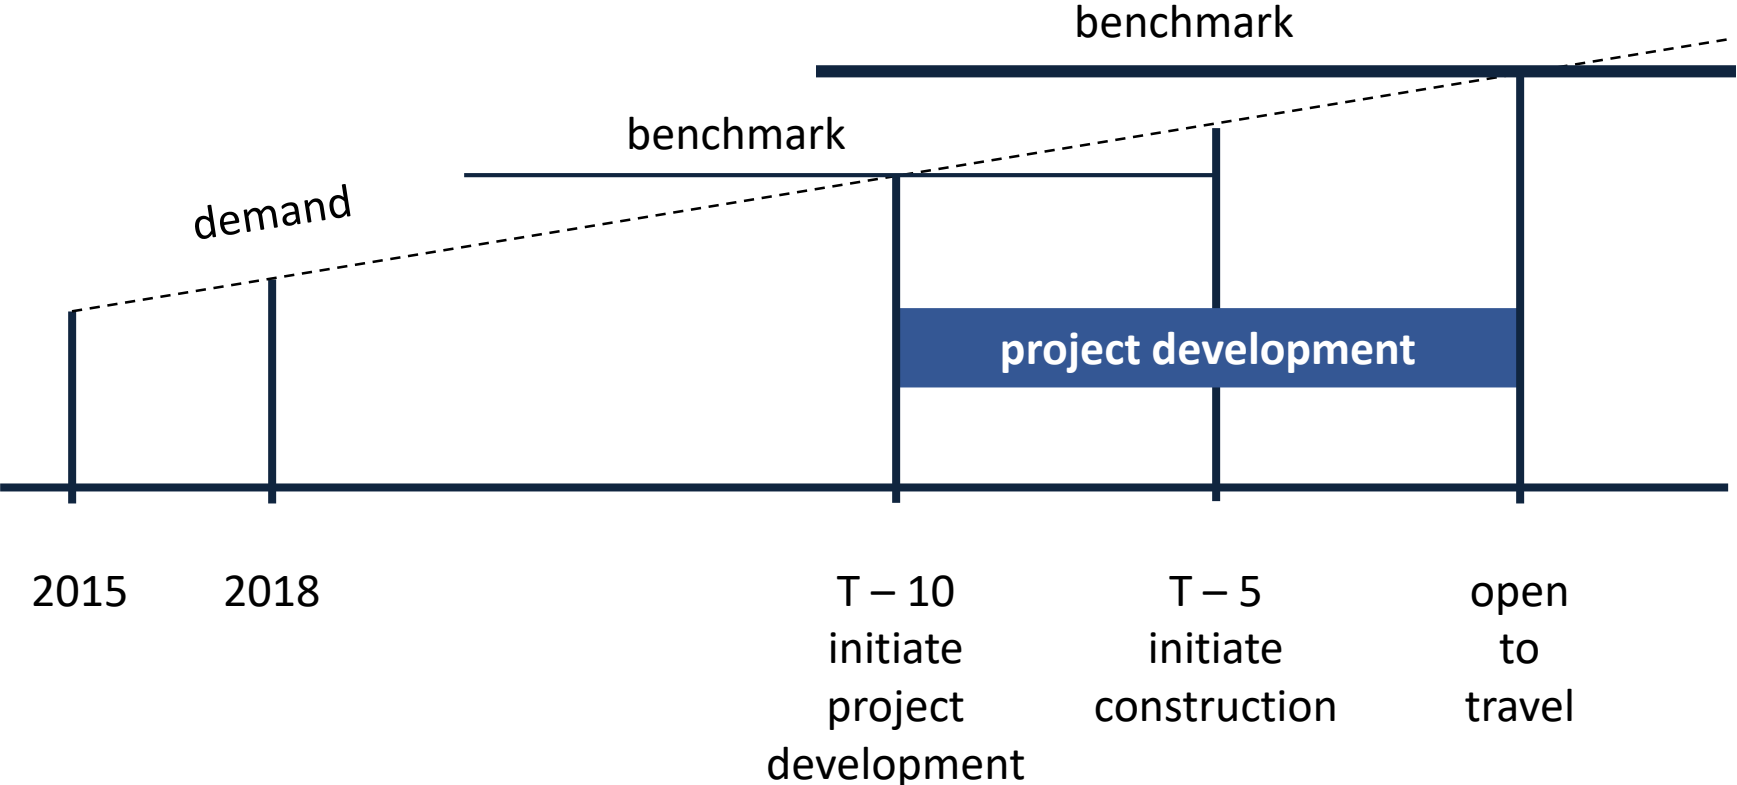 benchmark
benchmark
demand
project development
2015
2018
T – 10
initiate
project
development
T – 5
initiate
construction
open
to
travel